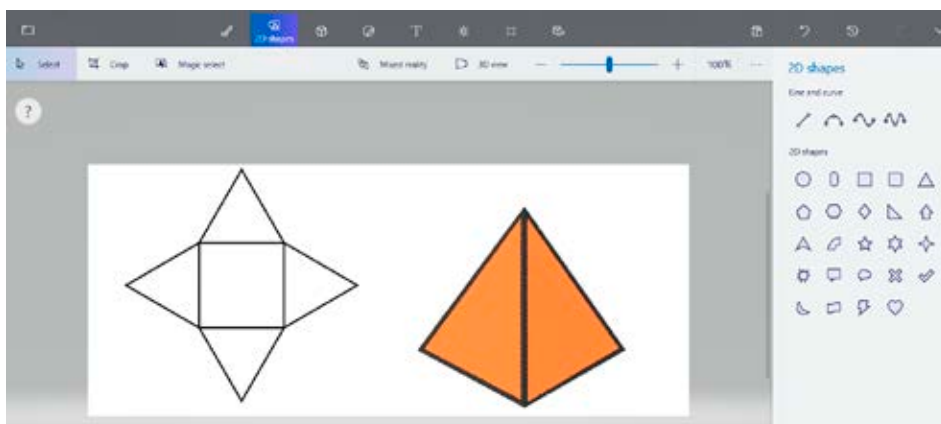 2D shapes
Select Crop Magic select Mixed reality 3D view 100%
2D shapes
?
Line and curve
2D shapes